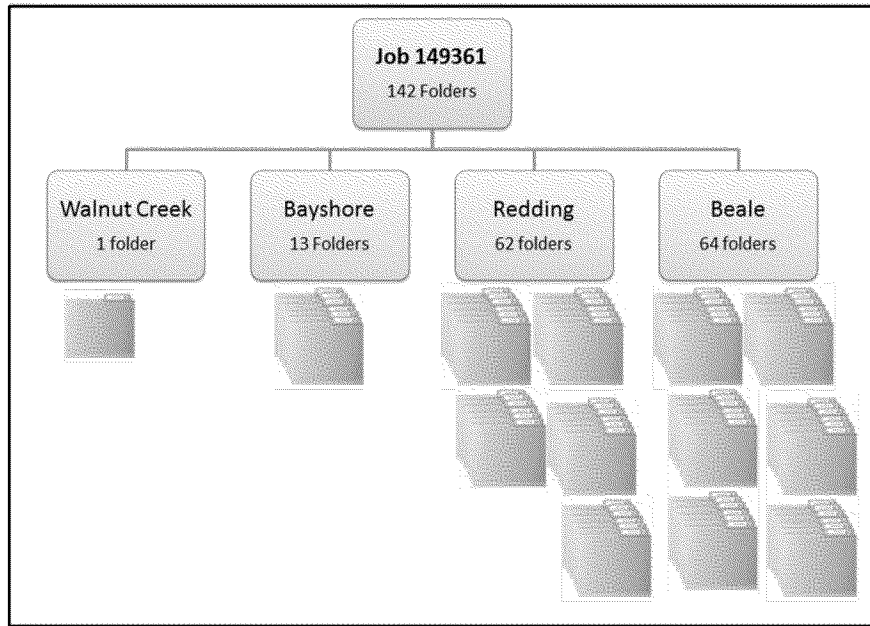 Job 149361
142 Folders
Walnut Creek
1 folder
Bayshore
13 Folders
Redding
62 folders
Beale
64 folders